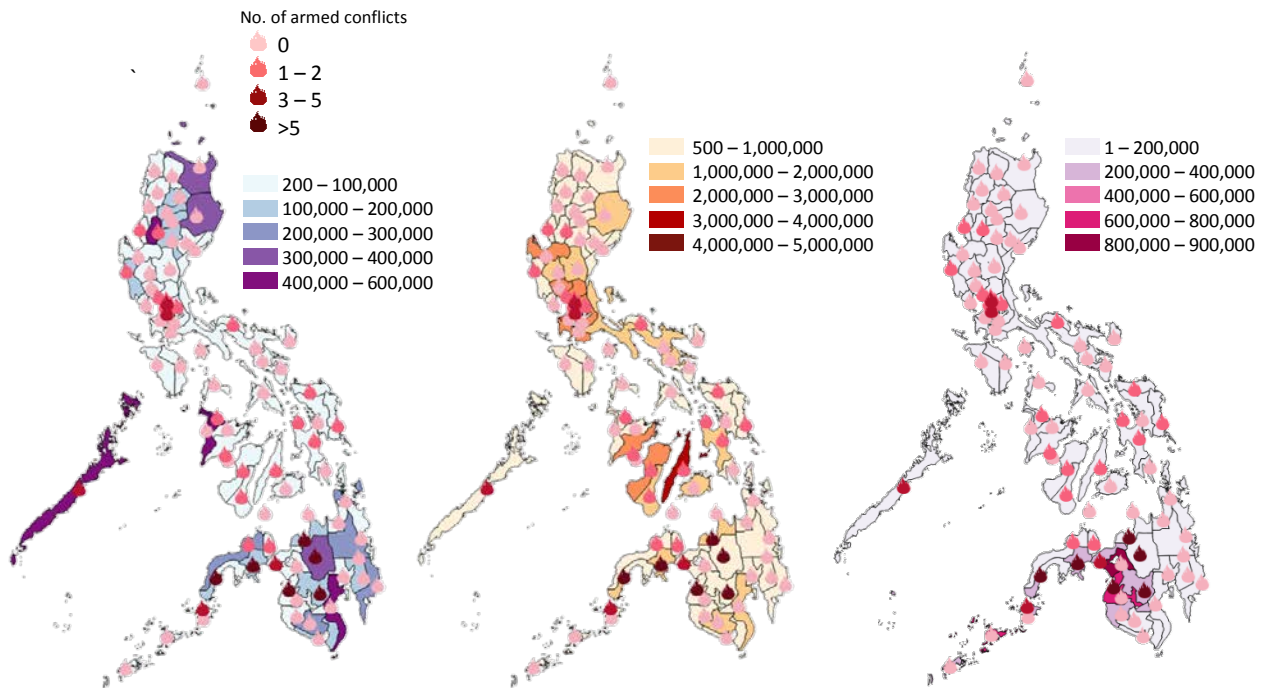 No. of armed conflicts
0
1 – 2
3 – 5
>5
`
200 – 100,000
100,000 – 200,000
200,000 – 300,000
300,000 – 400,000
400,000 – 600,000
500 – 1,000,000
1,000,000 – 2,000,000
2,000,000 – 3,000,000
3,000,000 – 4,000,000
4,000,000 – 5,000,000
1 – 200,000
200,000 – 400,000
400,000 – 600,000
600,000 – 800,000
800,000 – 900,000